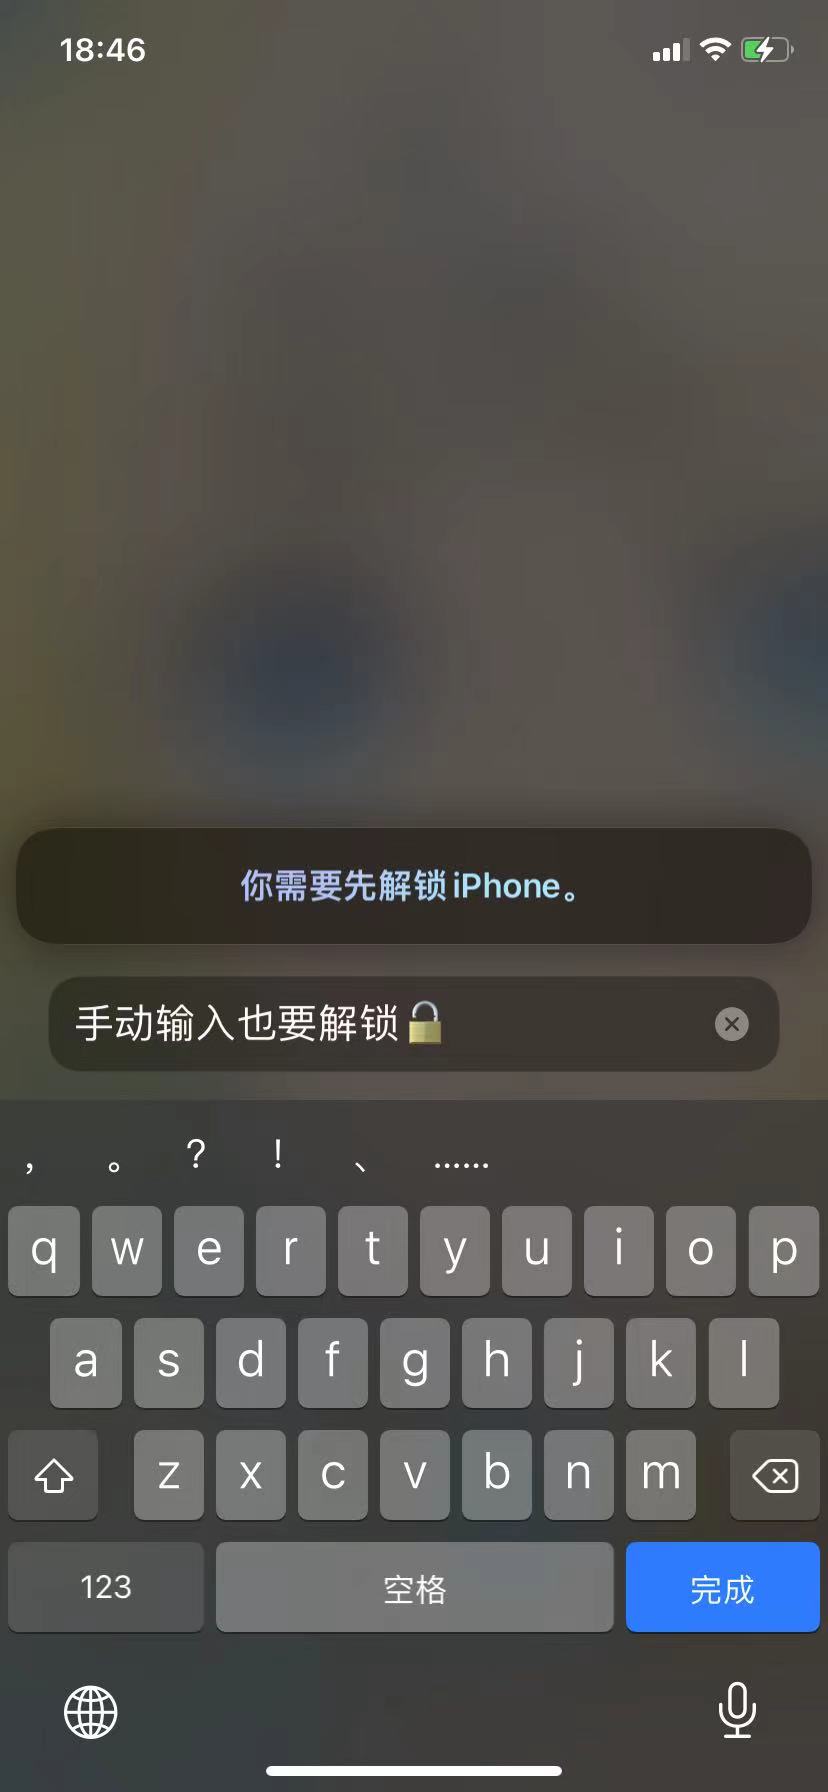 18:46
你需要先解锁iPhone。
手动输入也要解锁🔓
， 。 ？ ！ 、 ……
q w e r t y u i o p
a s d f g h j k l
z x c v b n m
123 空格 完成